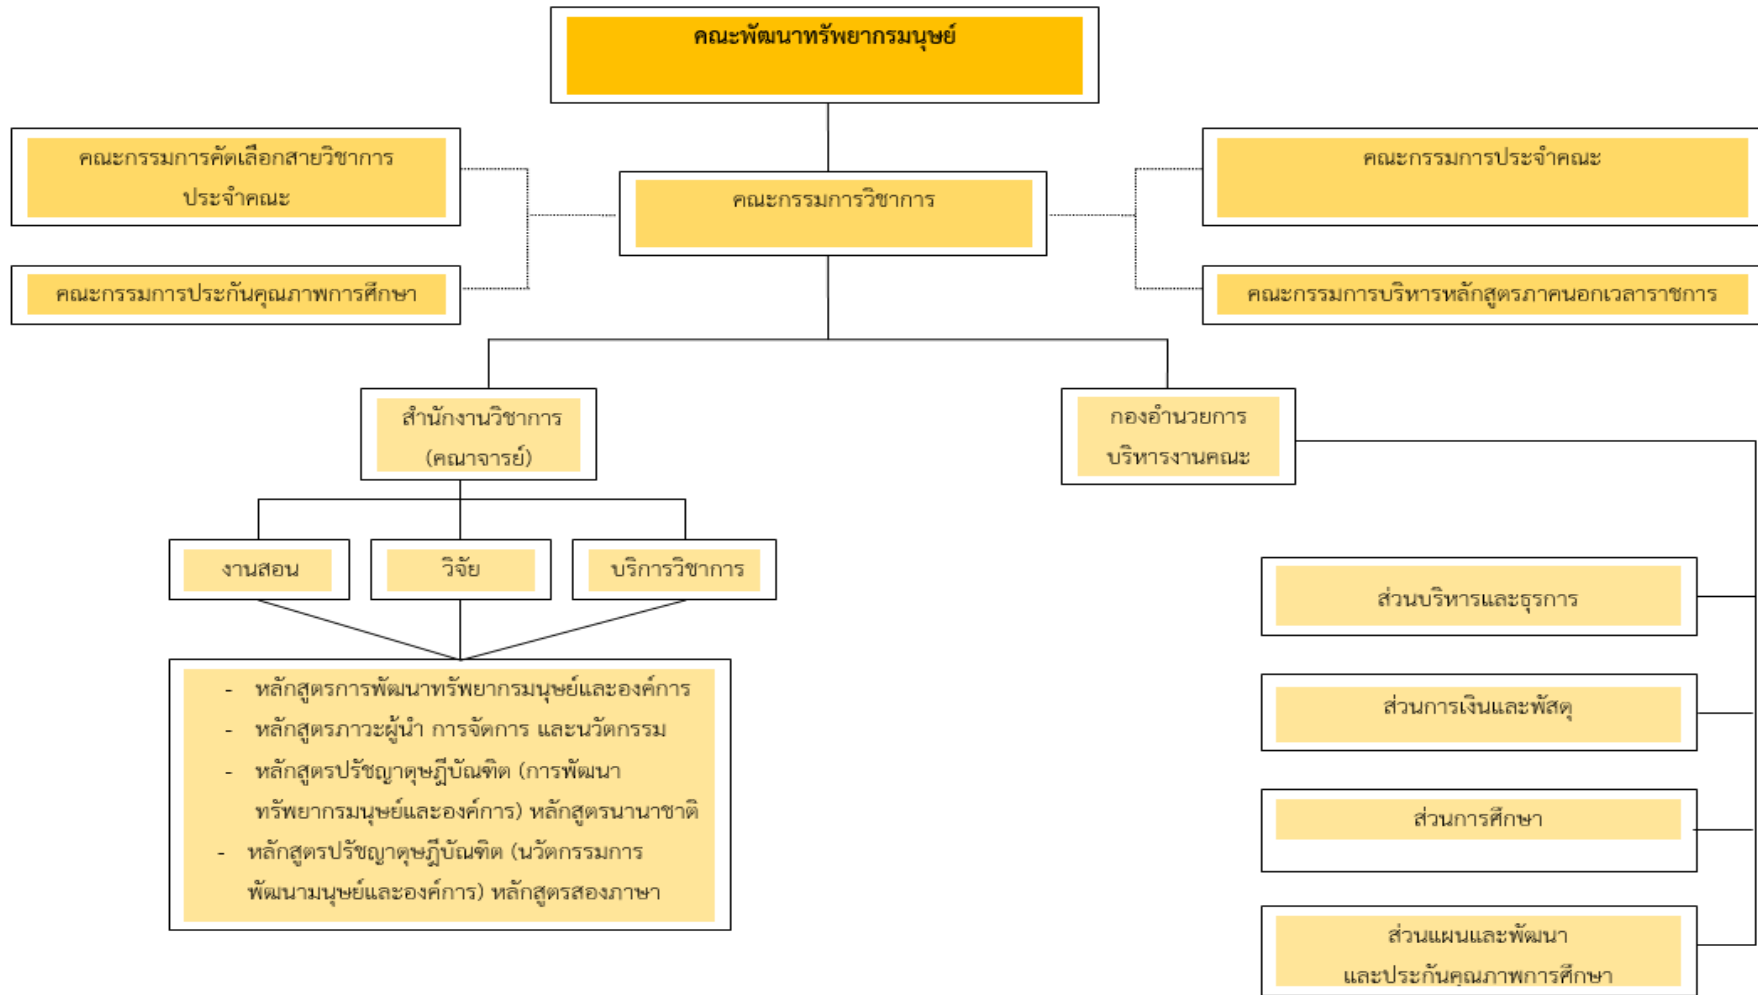 คณะพัฒนาทรัพยากรมนุษย์
คณะกรรมการคัดเลือกสายวิชาการ
ประจำคณะ
คณะกรรมการประจำคณะ
คณะกรรมการวิชาการ
คณะกรรมการประกันคุณภาพการศึกษา
คณะกรรมการบริหารหลักสูตรภาคนอกเวลาราชการ
สำนักงานวิชาการ
(คณาจารย์)
กองอำนวยการ
บริหารงานคณะ
งานสอน
วิจัย
บริการวิชาการ
- หลักสูตรการพัฒนาทรัพยากรมนุษย์และองค์การ
- หลักสูตรภาวะผู้นำ การจัดการ และนวัตกรรม
- หลักสูตรปรัชญาดุษฎีบัณฑิต (การพัฒนา
ทรัพยากรมนุษย์และองค์การ) หลักสูตรนานาชาติ
- หลักสูตรปรัชญาดุษฎีบัณฑิต (นวัตกรรมการ
พัฒนามนุษย์และองค์การ) หลักสูตรสองภาษา
ส่วนบริหารและธุรการ
ส่วนการเงินและพัสดุ
ส่วนการศึกษา
ส่วนแผนและพัฒนา
และประกันคุณภาพการศึกษา